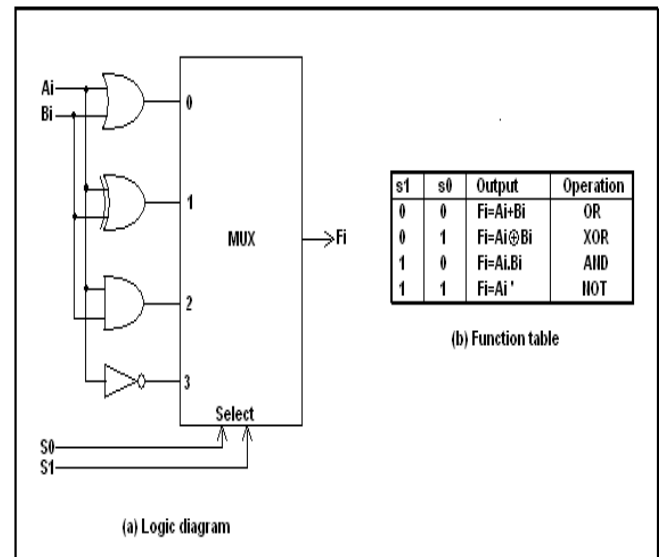 Ai
Bi
0
1
2
3
MUX
Fi
Select
S0
S1
(a) Logic diagram
s1 s0 Output Operation
0 0 Fi=Ai+Bi OR
0 1 Fi=Ai⊕Bi XOR
1 0 Fi=Ai.Bi AND
1 1 Fi=Ai ' NOT
(b) Function table